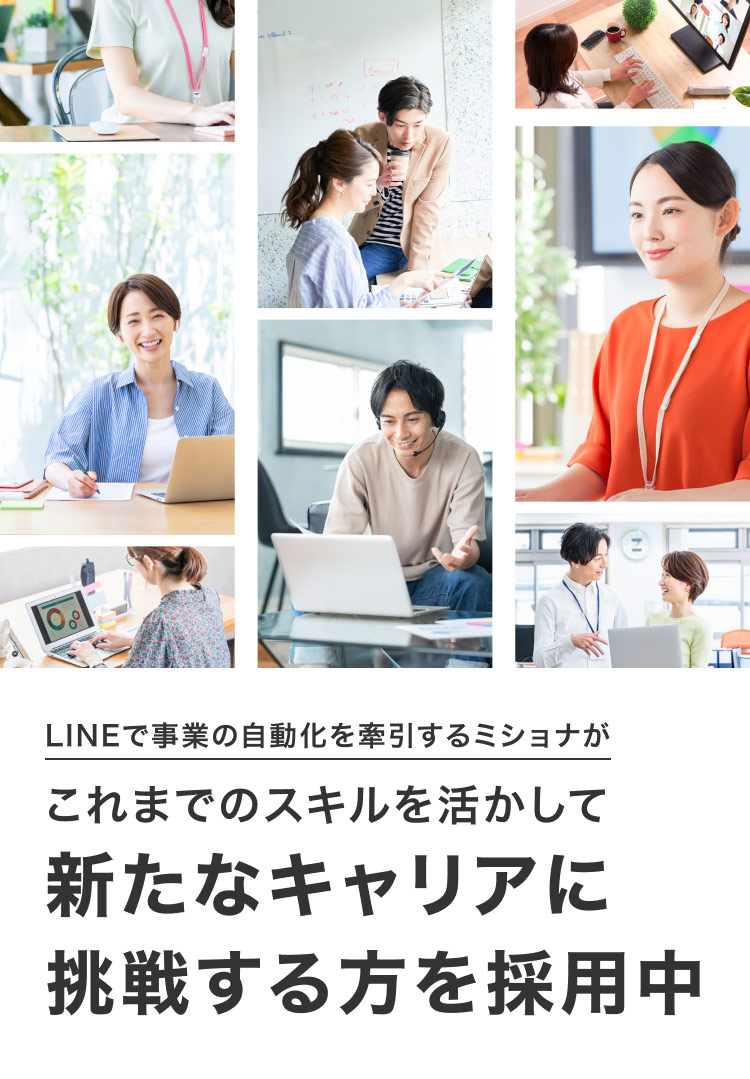 LINEで事業の自動化を牽引するミショナが
これまでのスキルを活かして
新たなキャリアに
挑戦する方を採用中